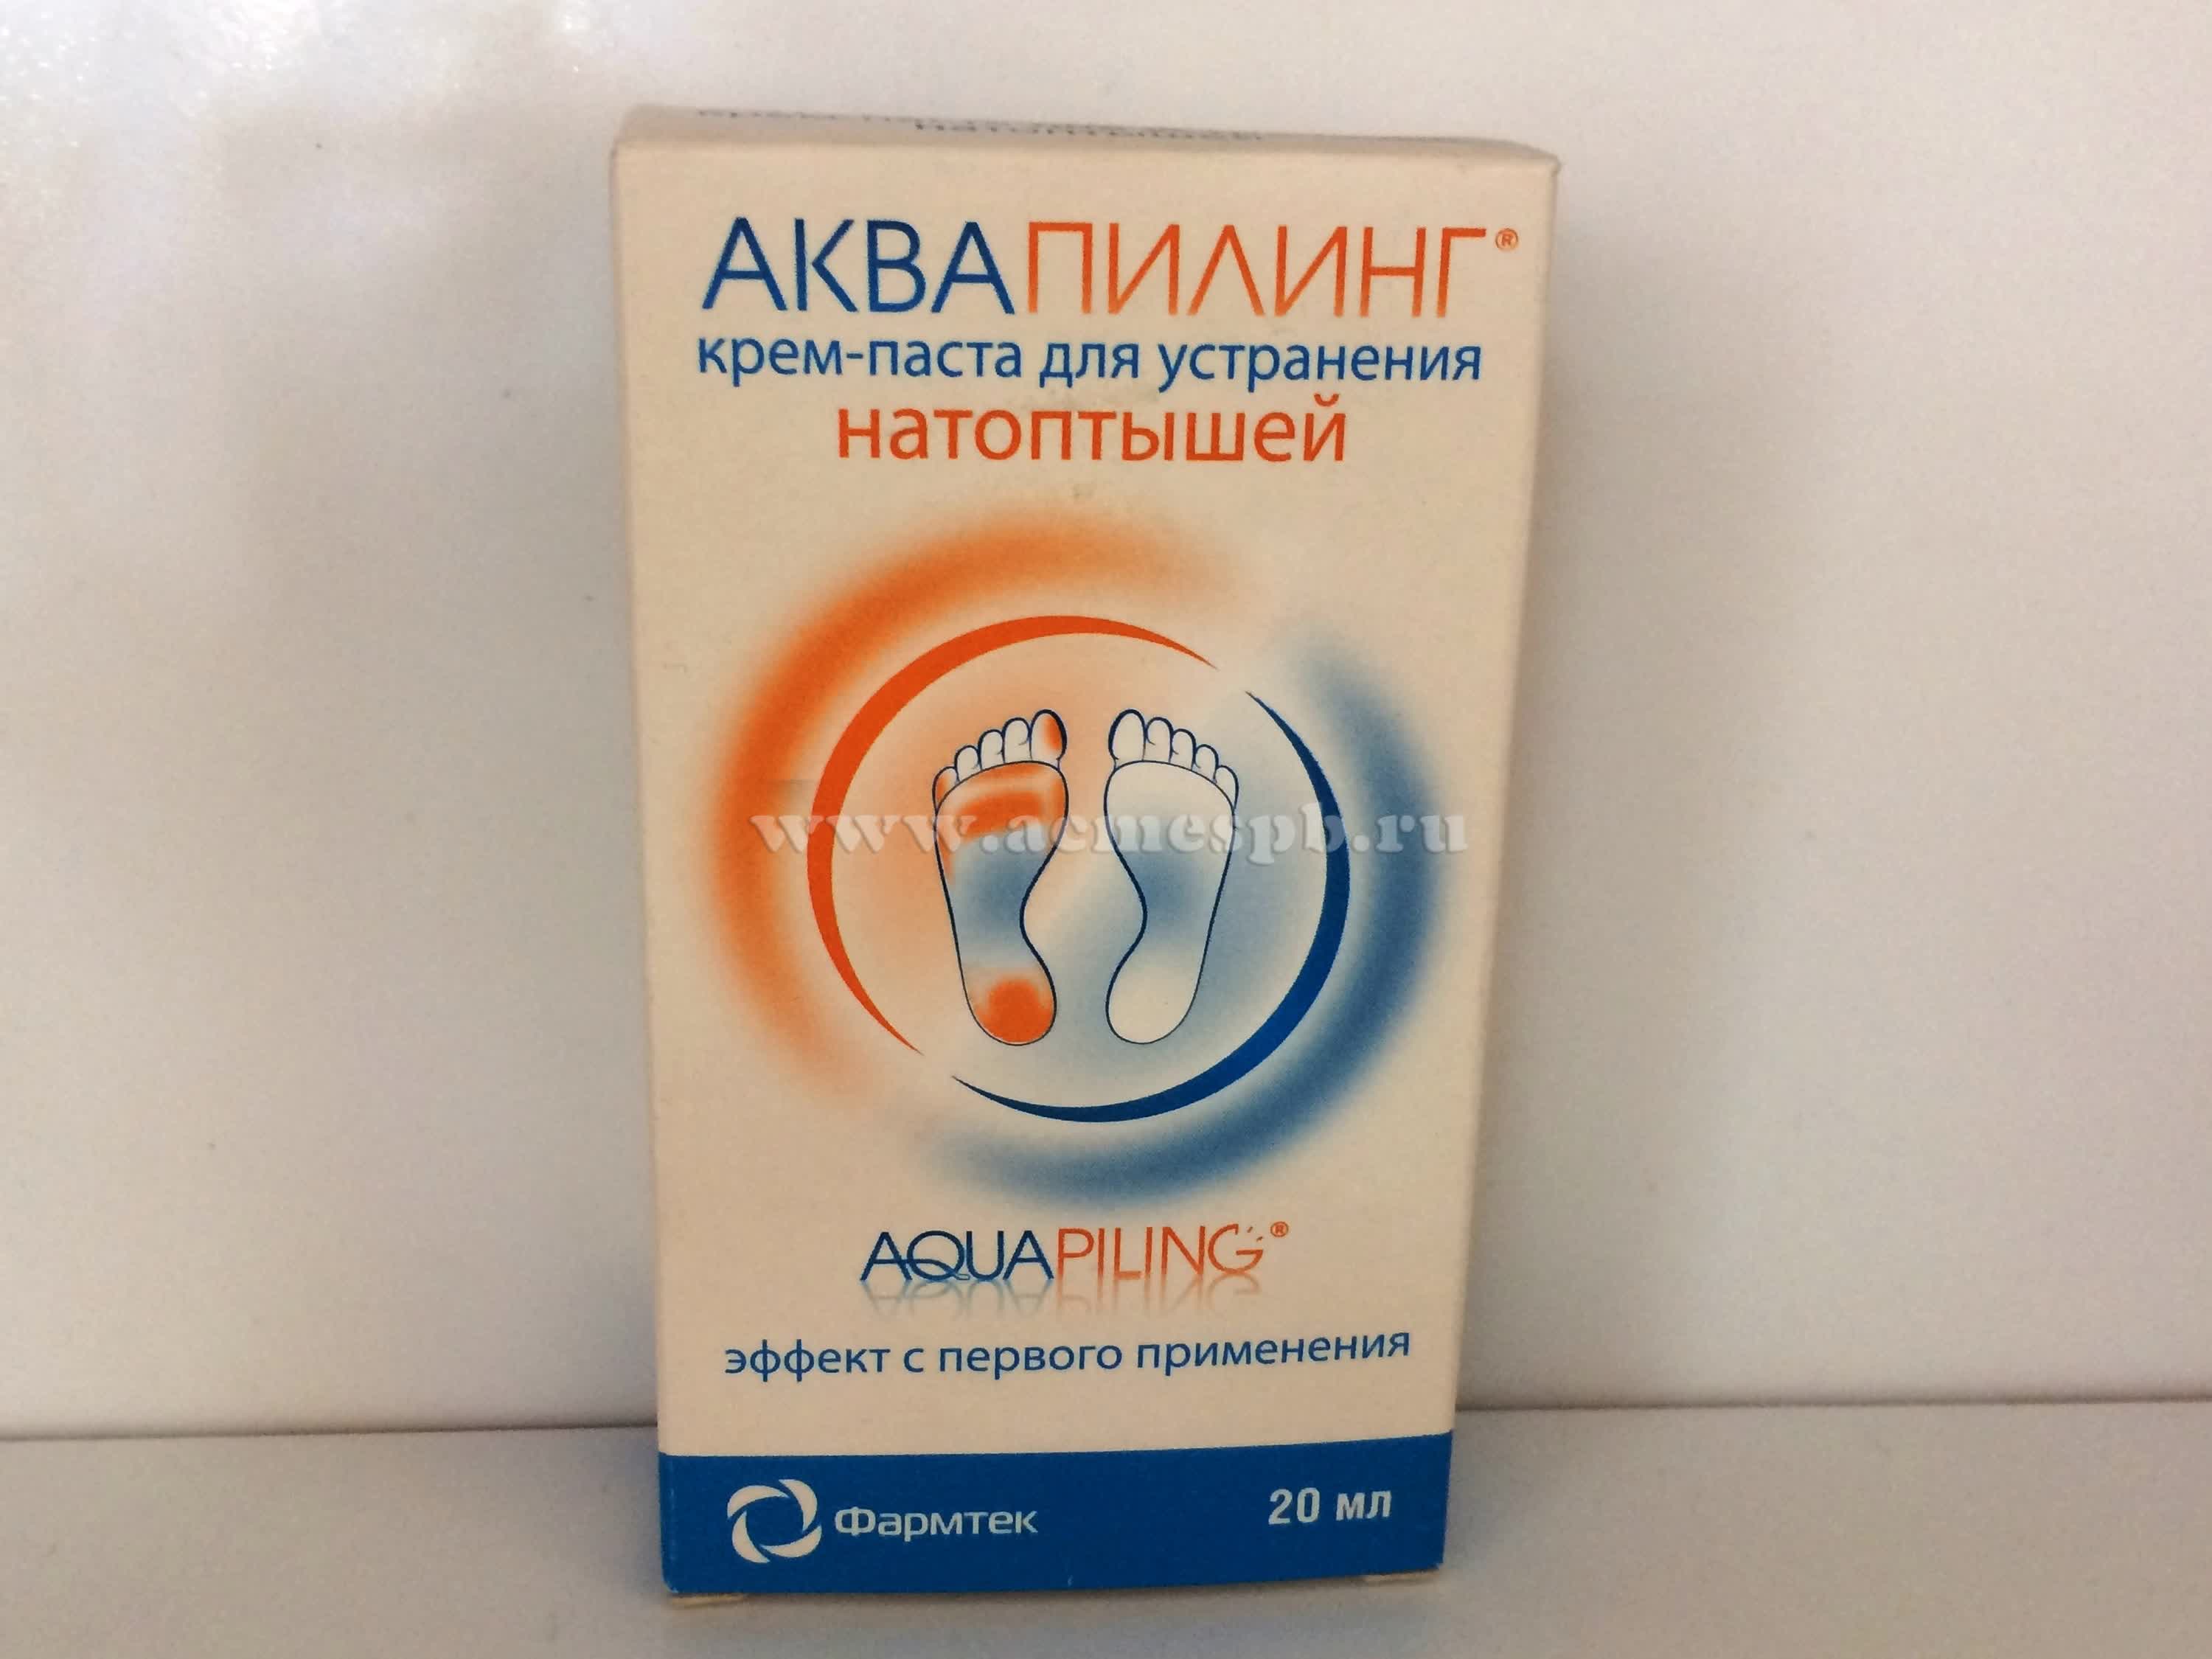 АКВАПИЛИНГ®
крем-паста для устранения
натоптышей
www.acmespb.ru
AQUAPILING®
эффект с первого применения
Фармтек
20 мл